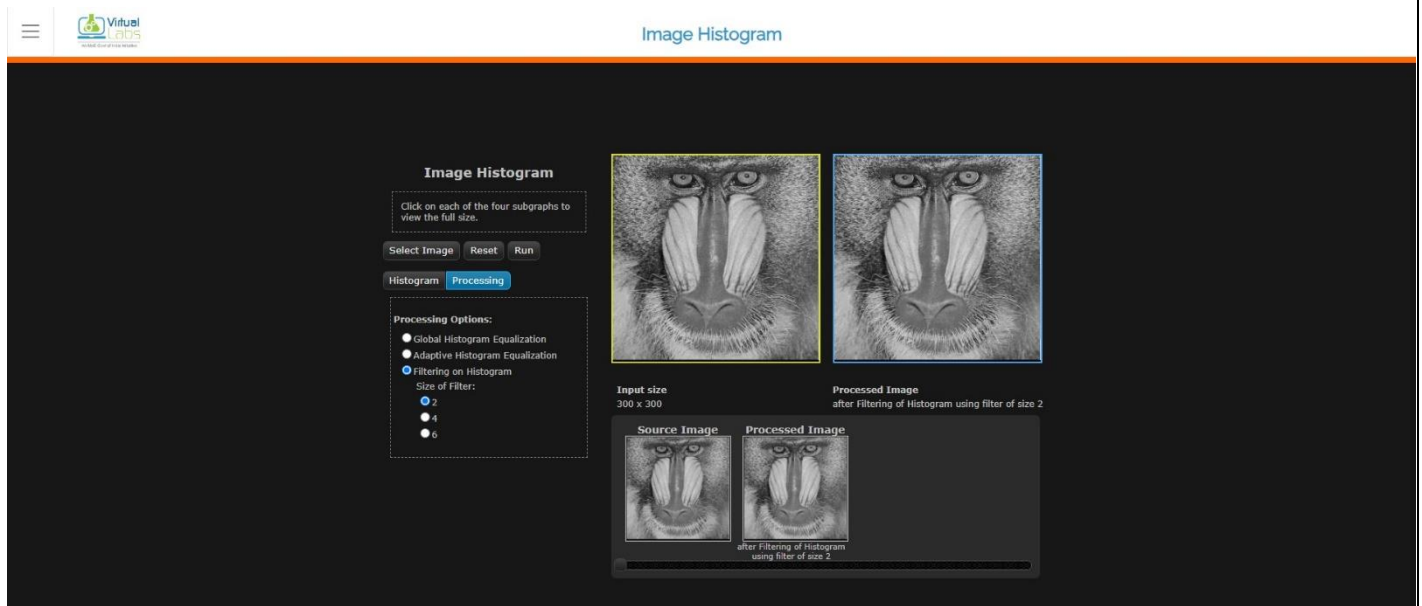 Virtual
Labs
Image Histogram
Image Histogram
Click on each of the four subgraphs to
view the full size.
Select Image Reset Run
Histogram Processing
Processing Options:
Global Histogram Equalization
Adaptive Histogram Equalization
Filtering on Histogram
Size of Filter:
2
4
6
Input size
300 x 300
Processed Image
after Filtering of Histogram using filter of size 2
Source Image Processed Image
after Filtering of Histogram
using filter of size 2